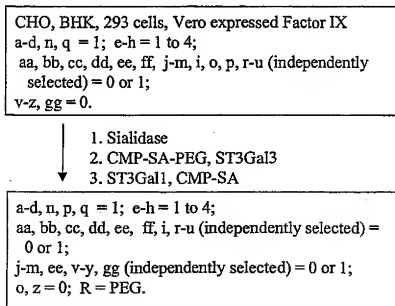 CHO, BHK, 293 cells, Vero expressed Factor IX
a-d, n, q = 1; e-h = 1 to 4;
aa, bb, cc, dd, ee, ff, j-m, i, o, p, r-u (independently
selected) = 0 or 1;
v-z, gg = 0.
1. Sialidase
2. CMP-SA-PEG, ST3Gal3
3. ST3Gal1, CMP-SA
a-d, n, p, q = 1; e-h = 1 to 4;
aa, bb, cc, dd, ee, ff, i, r-u (independently selected) =
0 or 1;
j-m, ee, v-y, gg (independently selected) = 0 or 1;
o, z = 0; R = PEG.